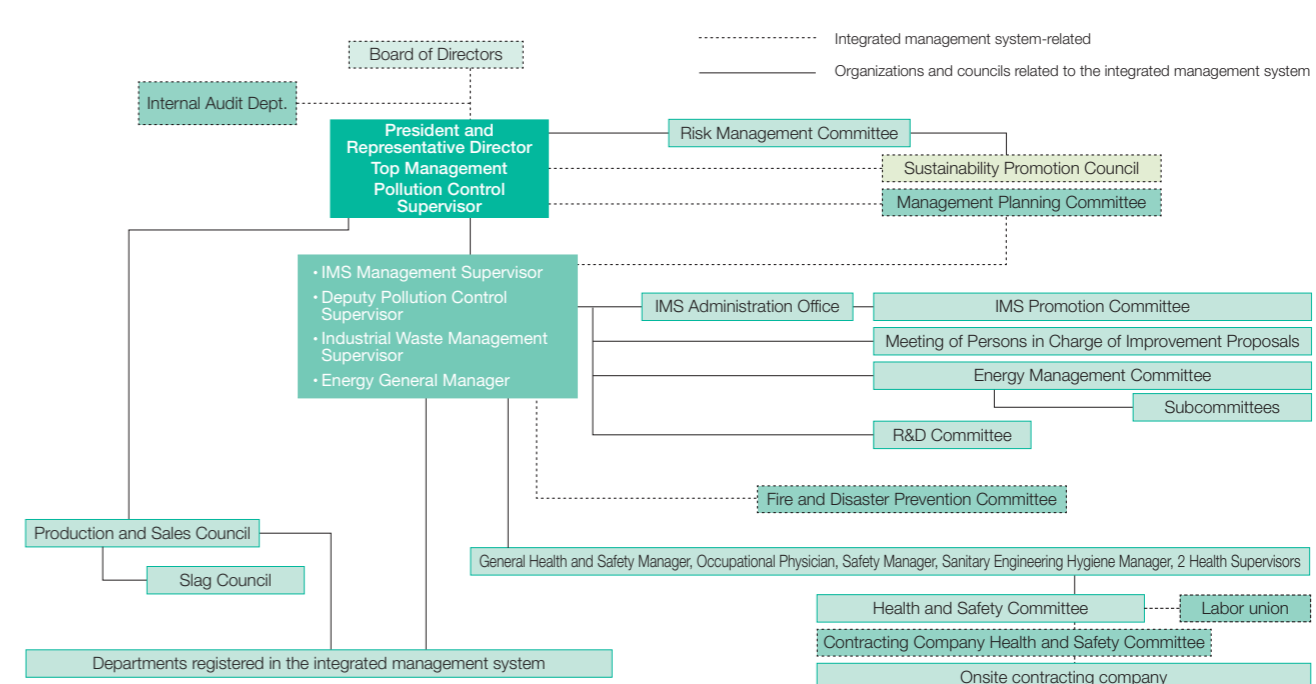 Board of Directors
Integrated management system-related
Organizations and councils related to the integrated management system
Internal Audit Dept.
President and
Representative Director
Top Management
Pollution Control
Supervisor
Risk Management Committee
Sustainability Promotion Council
Management Planning Committee
・IMS Management Supervisor
・Deputy Pollution Control
Supervisor
・Industrial Waste Management
Supervisor
・Energy General Manager
IMS Administration Office
IMS Promotion Committee
Meeting of Persons in Charge of Improvement Proposals
Energy Management Committee
Subcommittees
R&D Committee
Fire and Disaster Prevention Committee
Production and Sales Council
Slag Council
General Health and Safety Manager, Occupational Physician, Safety Manager, Sanitary Engineering Hygiene Manager, 2 Health Supervisors
Health and Safety Committee
Labor union
Contracting Company Health and Safety Committee
Departments registered in the integrated management system
Onsite contracting company